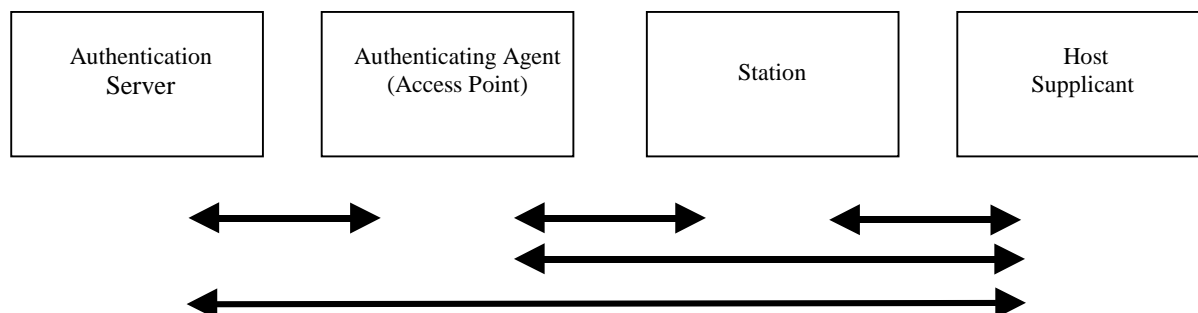 Authentication
Server
Authenticating Agent
(Access Point)
Station
Host
Supplicant